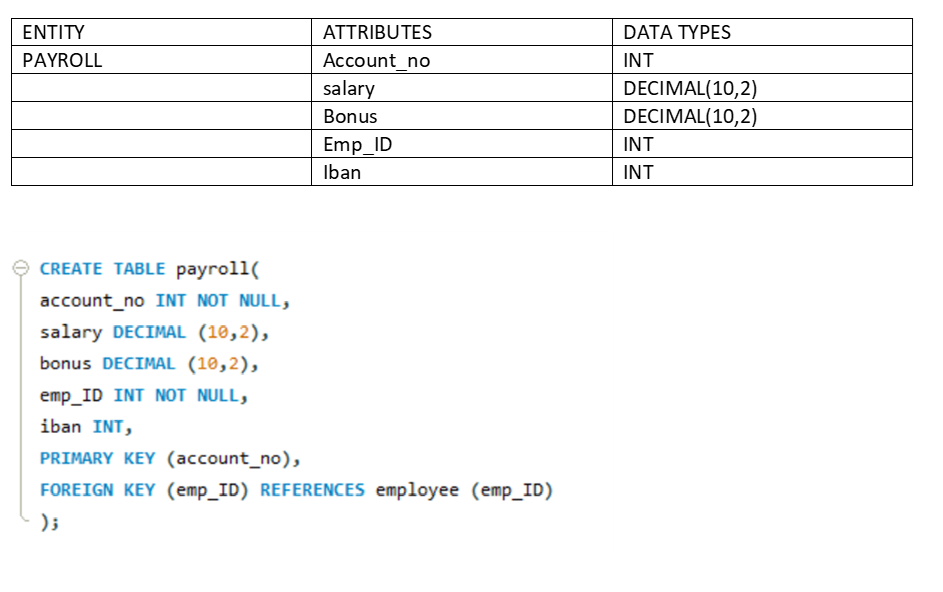 ENTITY ATTRIBUTES DATA TYPES
PAYROLL Account_no INT
salary DECIMAL(10,2)
Bonus DECIMAL(10,2)
Emp_ID INT
Iban INT
CREATE TABLE payroll(
account_no INT NOT NULL,
salary DECIMAL (10,2),
bonus DECIMAL (10,2),
emp_ID INT NOT NULL,
iban INT,
PRIMARY KEY (account_no),
FOREIGN KEY (emp_ID) REFERENCES employee (emp_ID)
);